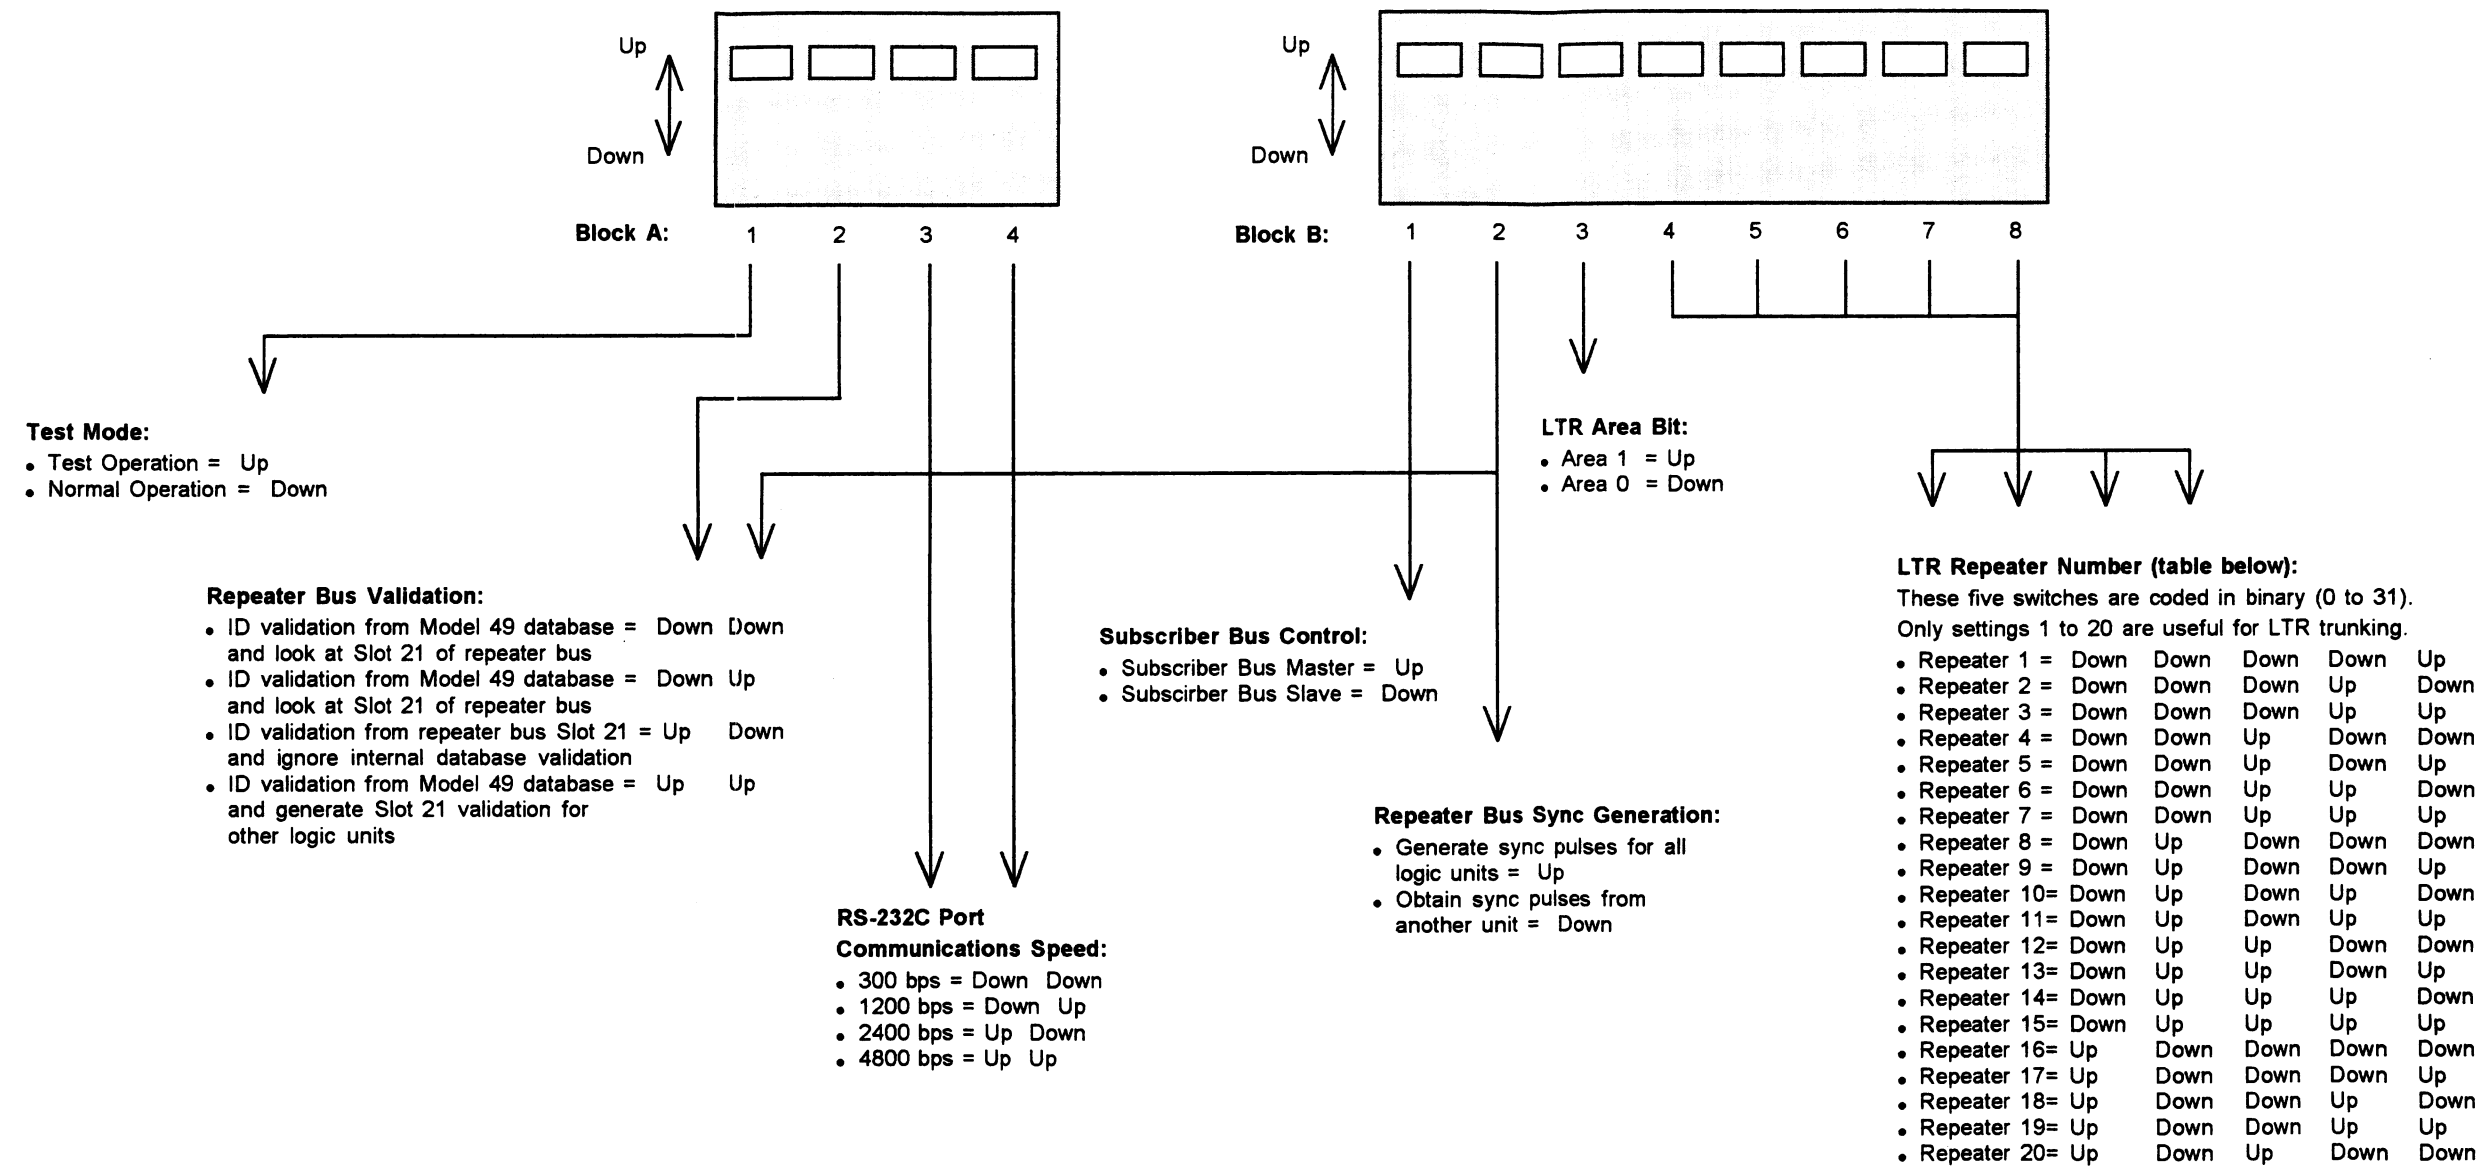 Up
Down
Block A: 1 2 3 4
Up
Down
Block B: 1 2 3 4 5 6 7 8
Test Mode:
• Test Operation = Up
• Normal Operation = Down
Repeater Bus Validation:
• ID validation from Model 49 database = Down Down
and look at Slot 21 of repeater bus
• ID validation from Model 49 database = Down Up
and look at Slot 21 of repeater bus
• ID validation from repeater bus Slot 21 = Up Down
and ignore internal database validation
• ID validation from Model 49 database = Up Up
and generate Slot 21 validation for
other logic units
RS-232C Port
Communications Speed:
• 300 bps = Down Down
• 1200 bps = Down Up
• 2400 bps = Up Down
• 4800 bps = Up Up
Subscriber Bus Control:
• Subscriber Bus Master = Up
• Subscirber Bus Slave = Down
Repeater Bus Sync Generation:
• Generate sync pulses for all
logic units = Up
• Obtain sync pulses from
another unit = Down
LTR Area Bit:
• Area 1 = Up
• Area 0 = Down
LTR Repeater Number (table below):
These five switches are coded in binary (0 to 31).
Only settings 1 to 20 are useful for LTR trunking.
• Repeater 1 = Down Down Down Down Up
• Repeater 2 = Down Down Down Up Down
• Repeater 3 = Down Down Down Up Up
• Repeater 4 = Down Down Up Down Down
• Repeater 5 = Down Down Up Down Up
• Repeater 6 = Down Down Up Up Down
• Repeater 7 = Down Down Up Up Up
• Repeater 8 = Down Up Down Down Down
• Repeater 9 = Down Up Down Down Up
• Repeater 10= Down Up Down Up Down
• Repeater 11= Down Up Down Up Up
• Repeater 12= Down Up Up Down Down
• Repeater 13= Down Up Up Down Up
• Repeater 14= Down Up Up Up Down
• Repeater 15= Down Up Up Up Up
• Repeater 16= Up Down Down Down Down
• Repeater 17= Up Down Down Down Up
• Repeater 18= Up Down Down Up Down
• Repeater 19= Up Down Down Up Up
• Repeater 20= Up Down Up Down Down